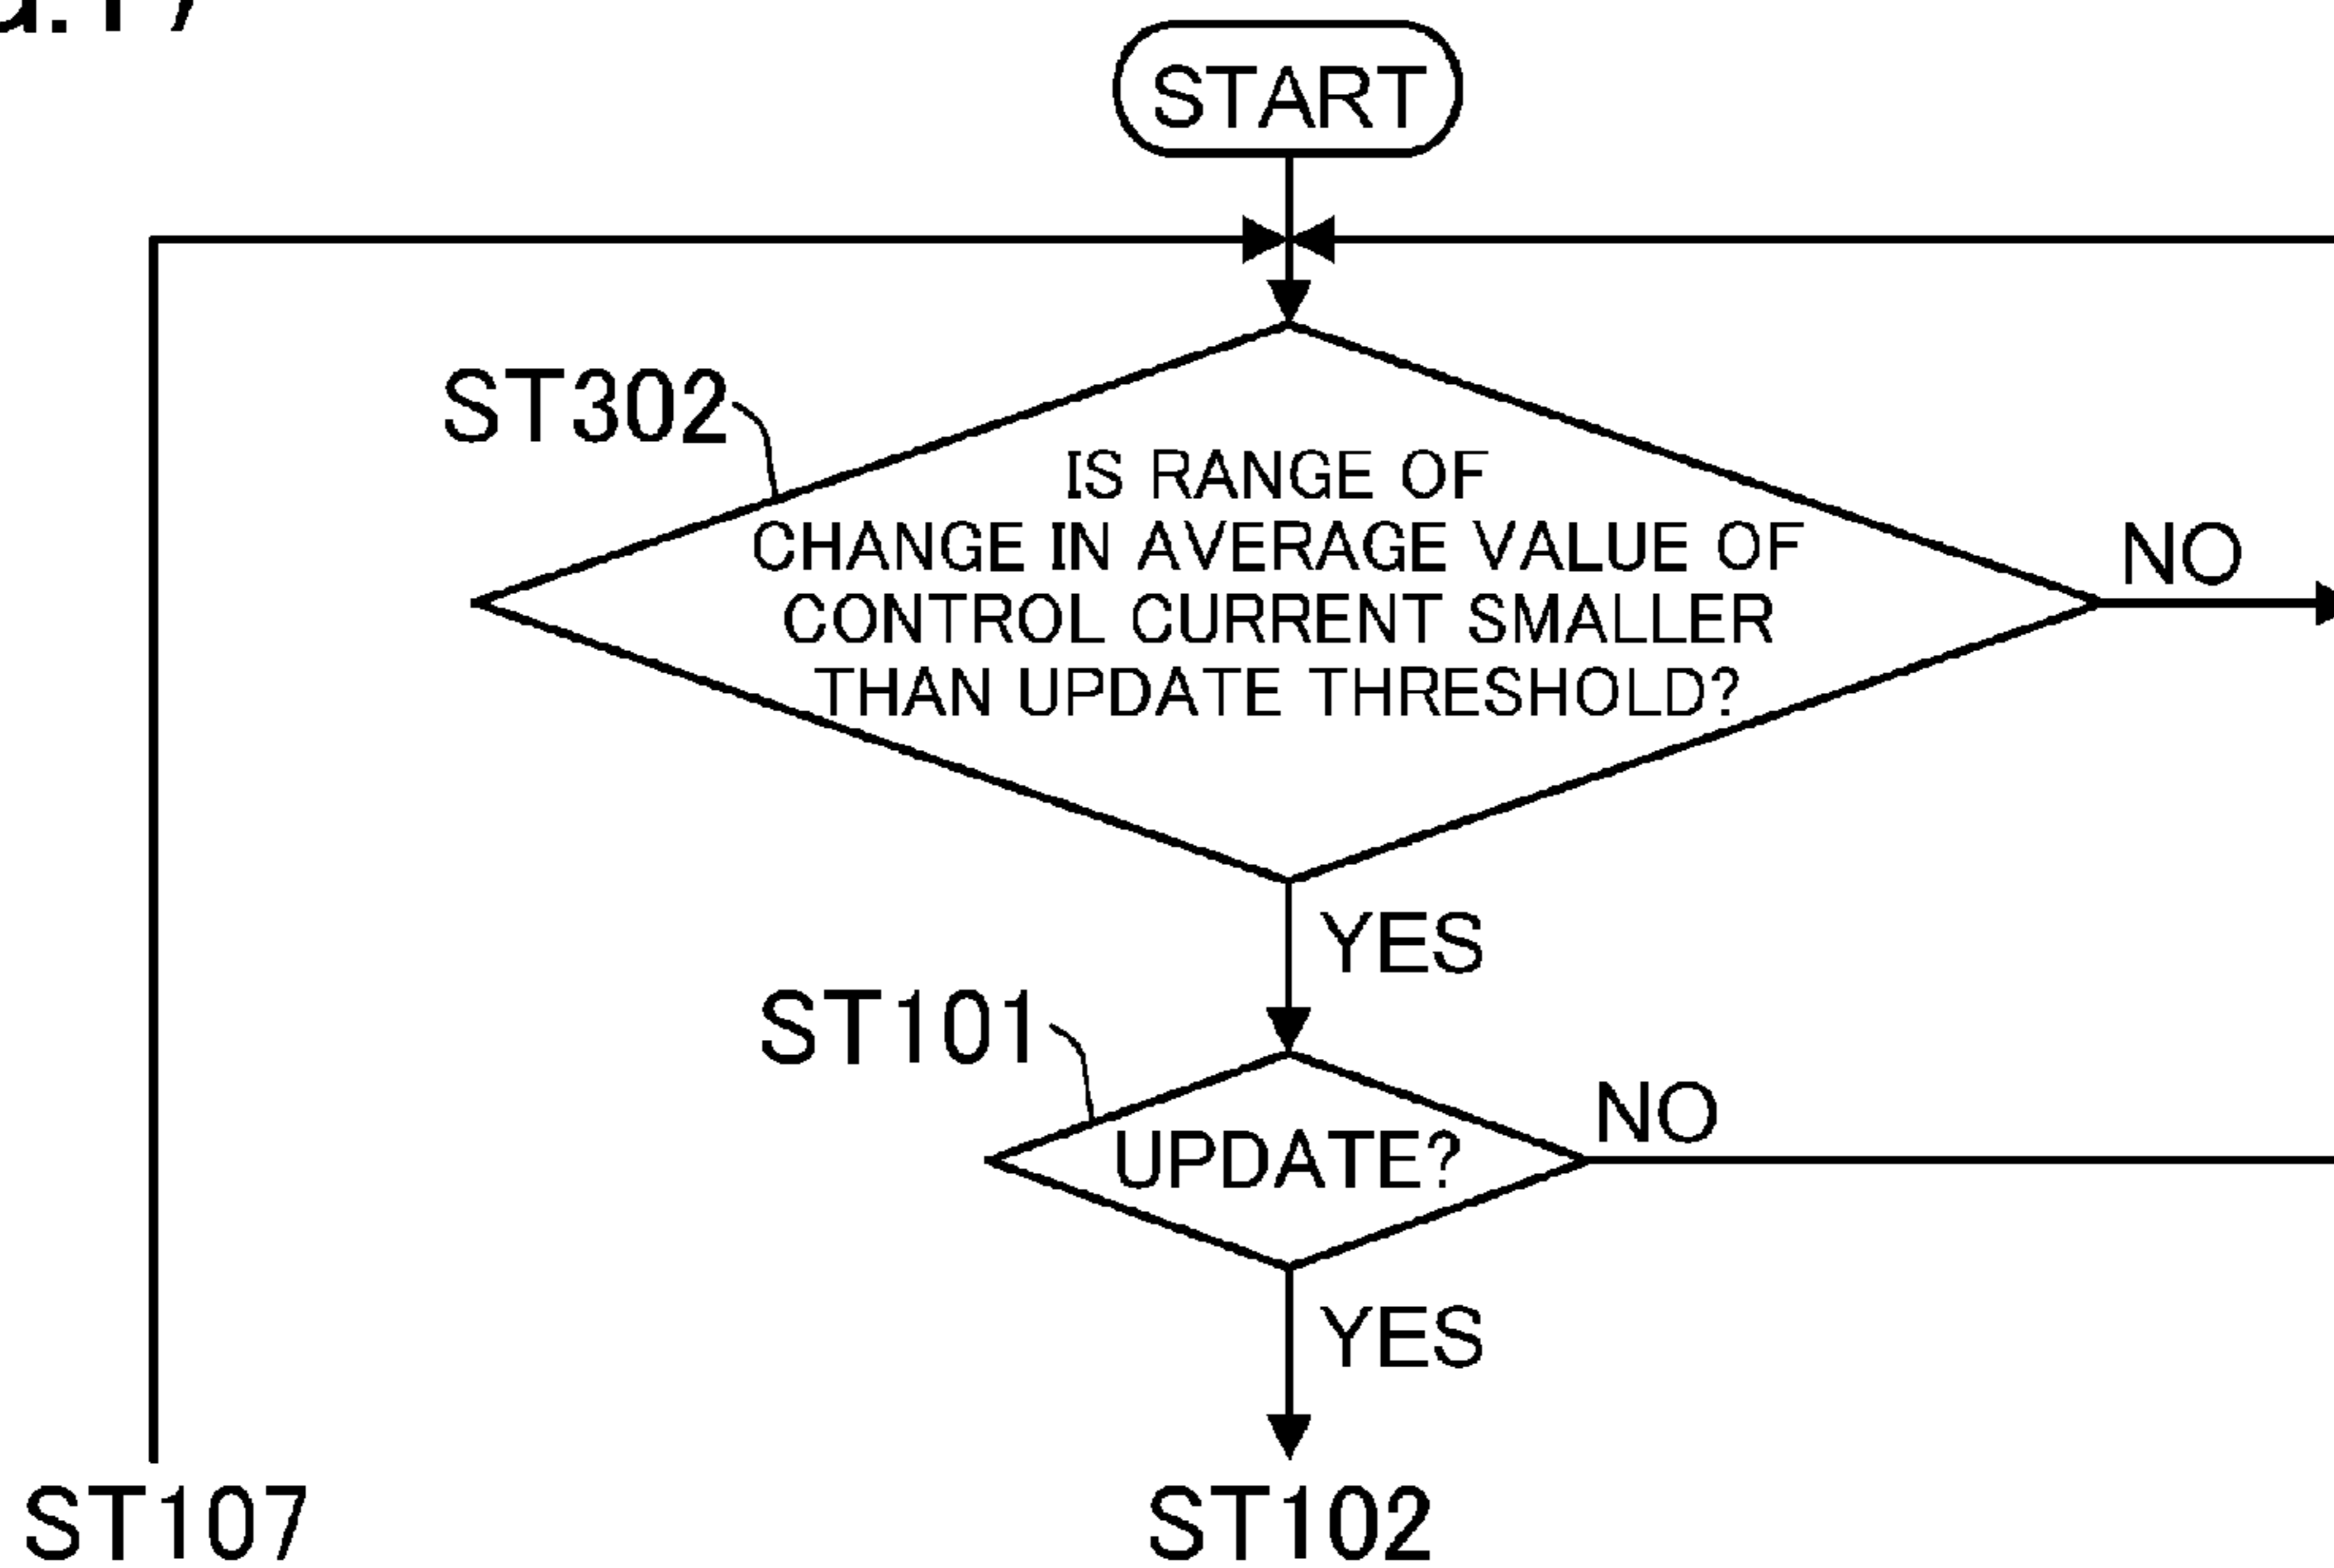 START
ST302
IS RANGE OF
CHANGE IN AVERAGE VALUE OF
CONTROL CURRENT SMALLER
THAN UPDATE THRESHOLD?
NO
YES
ST101
UPDATE?
NO
YES
ST107
ST102